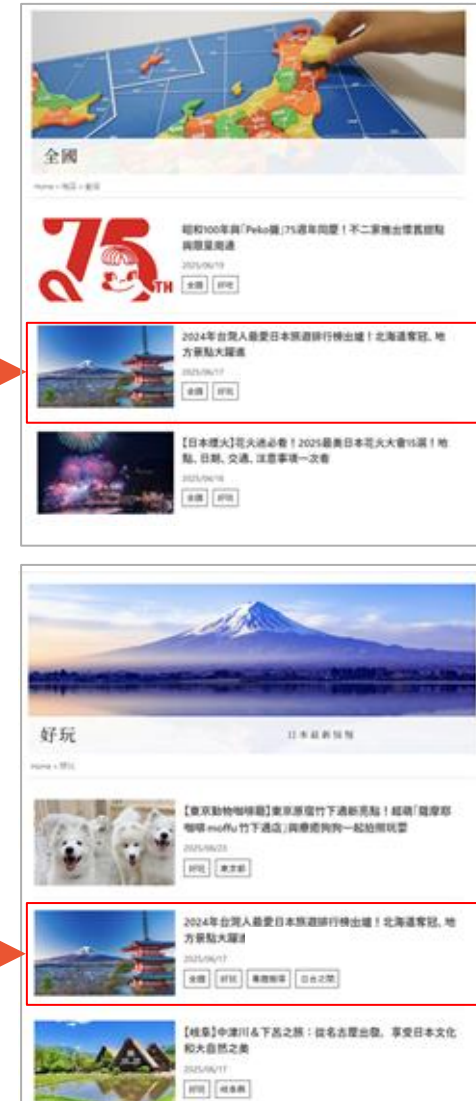 全國
Home » 地區 » 全國
75
TH
昭和100年與「Peko醬」75週年同慶！不二家推出懷舊甜點
與限量周邊
2025/06/19
全國 好吃
2024年台灣人最愛日本旅遊排行榜出爐！北海道奪冠、地
方景點大躍進
2025/06/17
全國 好玩
【日本煙火】花火迷必看！2025最美日本花火大會15選！地
點、日期、交通、注意事項一次看
2025/06/16
全國 好玩
好玩
日本最新情報
Home » 好玩
【東京動物咖啡廳】東京原宿竹下通新亮點！超萌「薩摩耶
咖啡 moffu 竹下通店」與療癒狗狗一起拍照玩耍
2025/06/23
好玩 東京都
2024年台灣人最愛日本旅遊排行榜出爐！北海道奪冠、地
方景點大躍進
2025/06/17
全國 好玩 專題報導 日台之間
【岐阜】中津川＆下呂之旅：從名古屋出發，享受日本文化
和大自然之美
2025/06/17
好玩 岐阜縣